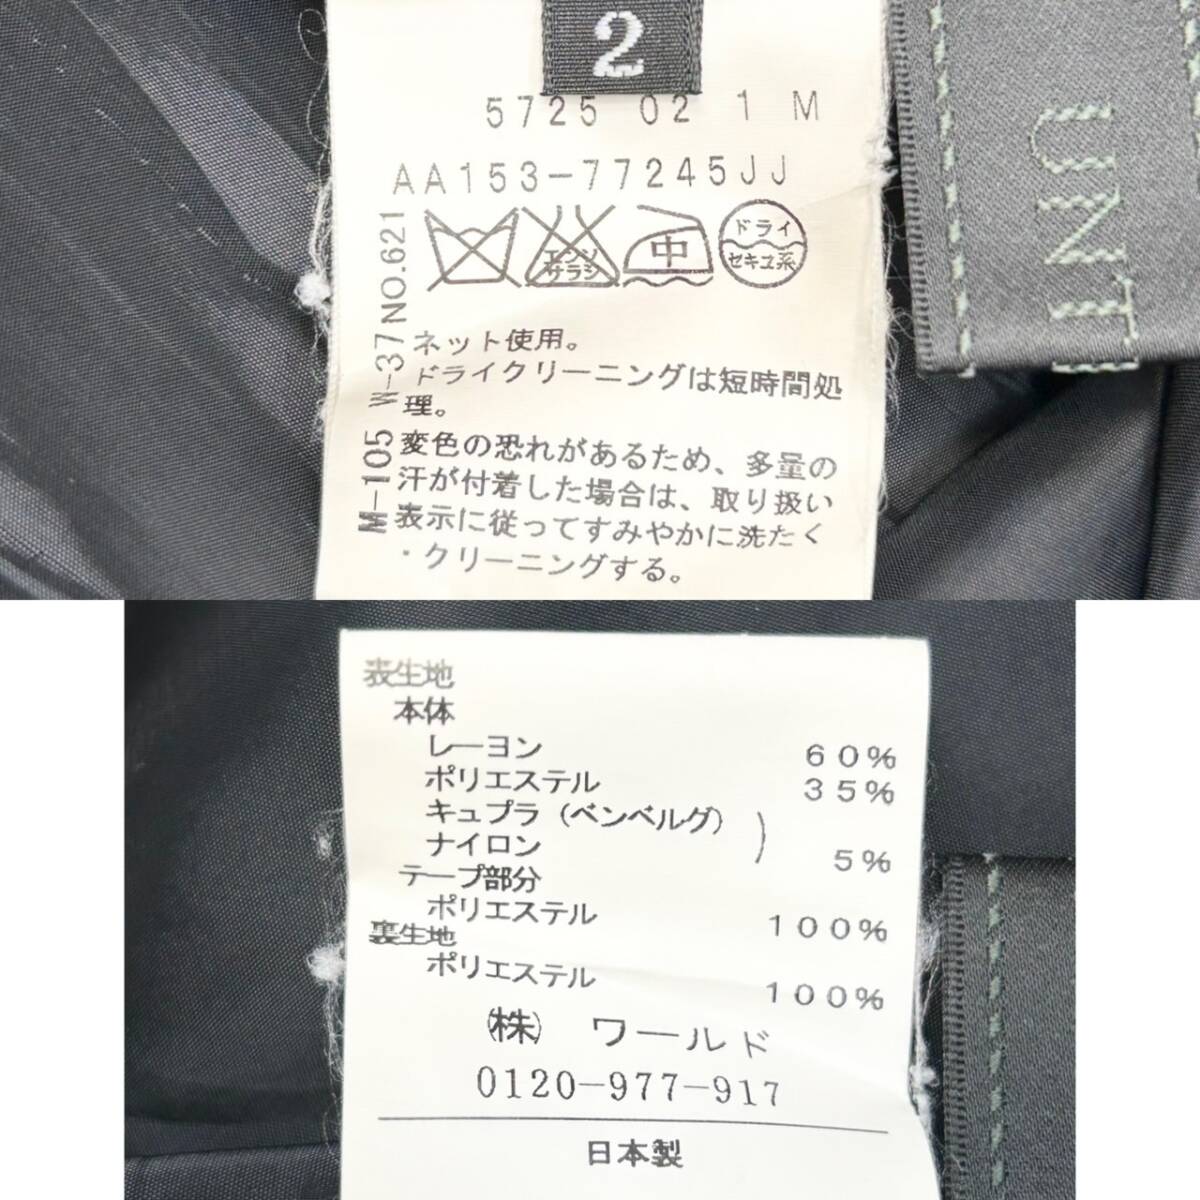 2
5725 02 1 M
AA153-77245JJ
エンソ
サラシ
中
ドライ
セキユ系
M-105 W-37NO.621
ネット使用。
ドライクリーニングは短時間処
理。
変色の恐れがあるため、多量の
汗が付着した場合は、取り扱い
表示に従ってすみやかに洗たく
・クリーニングする。
UNT
表生地
本体
レーヨン 60%
ポリエステル 35%
キュプラ(ベンベルグ)
ナイロン ) 5%
テープ部分
ポリエステル 100%
裏生地
ポリエステル 100%
(株) ワールド
0120-977-917
日本製